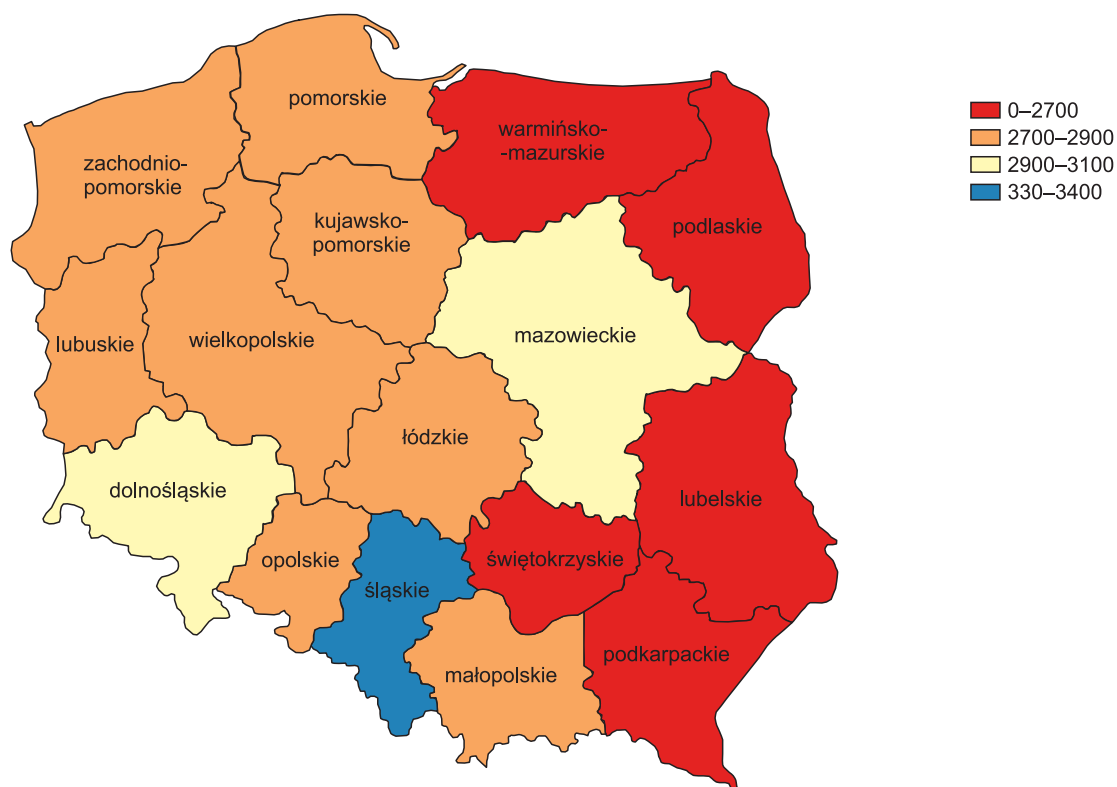 pomorskie
warmińsko-
-mazurskie
zachodnio-
pomorskie
kujawsko-
pomorskie
podlaskie
lubuskie
wielkopolskie
mazowieckie
łódzkie
dolnośląskie
lubelskie
opolskie
śląskie
świętokrzyskie
małopolskie
podkarpackie
0–2700
2700–2900
2900–3100
330–3400